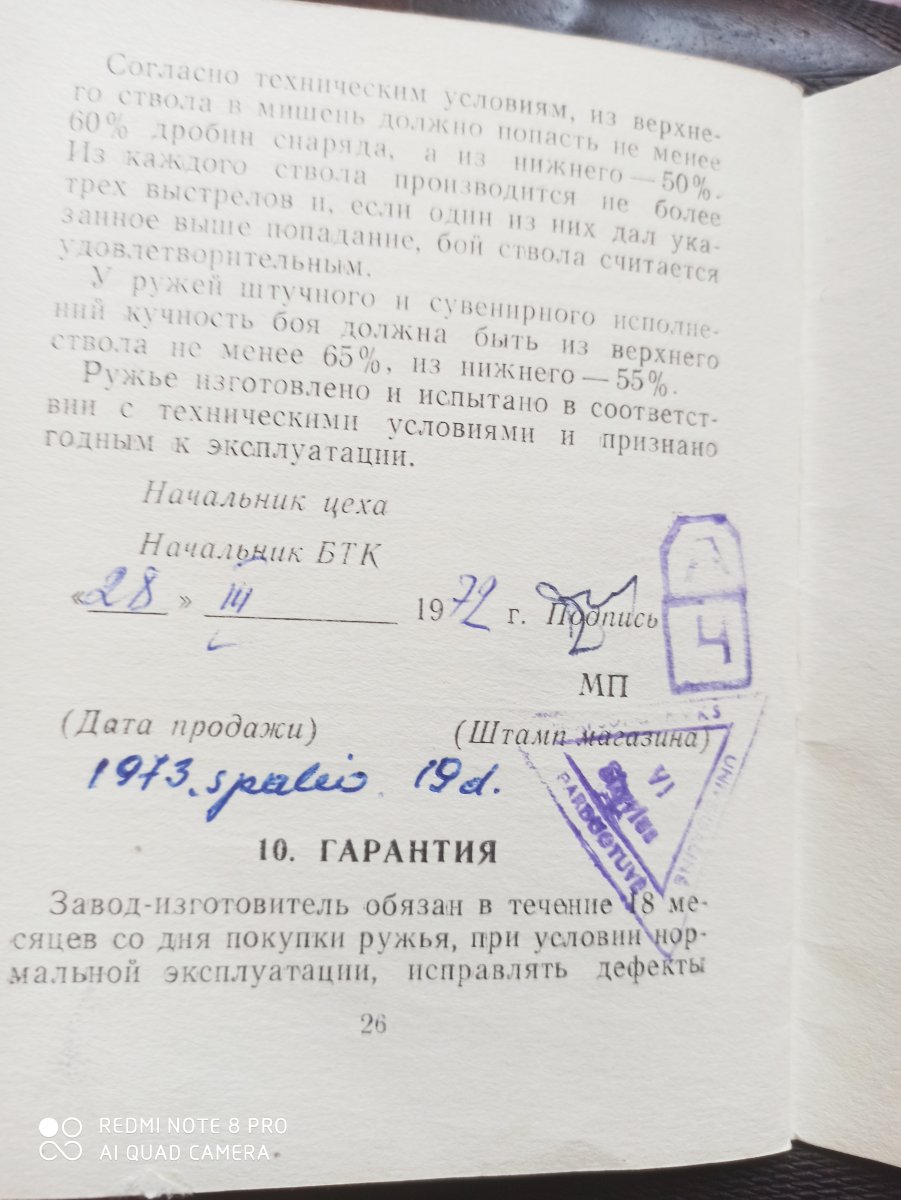 Согласно техническим условиям, из верхне-
го ствола в мишень должно попасть не менее
60% дробин снаряда, а из нижнего — 50%.
Из каждого ствола производится не более
трех выстрелов и, если один из них дал ука-
занное выше попадание, бой ствола считается
удовлетворительным.
У ружей штучного и сувенирного исполне-
ний кучность боя должна быть из верхнего
ствола не менее 65%, из нижнего — 55%.
Ружье изготовлено и испытано в соответст-
вии с техническими условиями и признано
годным к эксплуатации.
Начальник цеха
Начальник БТК
«28» III 1972 г. Подпись
Л
Ч
МП
(Дата продажи) (Штамп магазина)
1973. spalio 19 d.
VI
PARDUOTUVĖ
10. ГАРАНТИЯ
Завод-изготовитель обязан в течение 18 ме-
сяцев со дня покупки ружья, при условии нор-
мальной эксплуатации, исправлять дефекты
26
REDMI NOTE 8 PRO
AI QUAD CAMERA